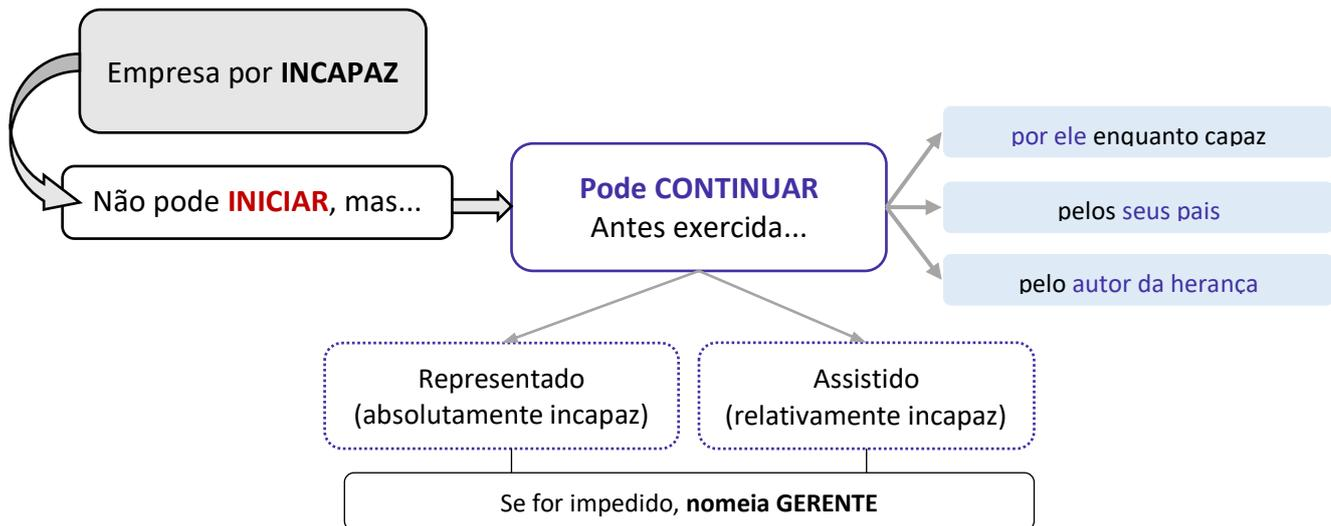 Empresa por INCAPAZ
Não pode INICIAR, mas...
Pode CONTINUAR
Antes exercida...
por ele enquanto capaz
pelos seus pais
pelo autor da herança
Representado
(absolutamente incapaz)
Assistido
(relativamente incapaz)
Se for impedido, nomeia GERENTE